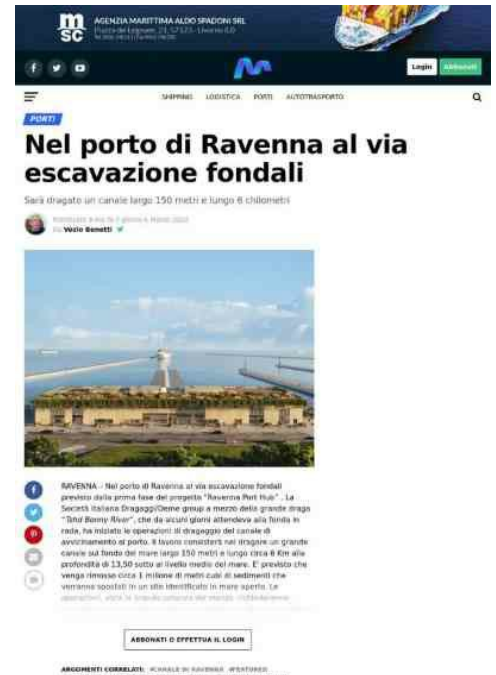 msc
AGENZIA MARITTIMA ALDO SPADONI SRL
Login
Abbonati
SHIPPING LOGISTICA PORTI AUTOTRASPORTO
PORTI
Nel porto di Ravenna al via
escavazione fondali
Sarà dragato un canale largo 150 metri e lungo 6 chilometri
Vezio Benetti
RAVENNA – Nel porto di Ravenna al via escavazione fondali
previsto dalla prima fase del progetto "Ravenna Port Hub" . La
Società Italiana Dragaggi/Deme group a mezzo della grande draga
River", che da alcuni giorni attendeva alla fonda in
rada, ha iniziato le operazioni di dragaggio del canale di
avvicinamento al porto. Il lavoro consisterà nel dragare un grande
canale sul fondo del mare largo 150 metri e lungo circa 6 Km alla
profondità di 13,50 sotto al livello medio del mare. E' previsto che
venga rimosso circa 1 milione di metri cubi di sedimenti che
verranno spostati in un sito identificato in mare aperto. Le
ABBONATI O EFFETTUA IL LOGIN
ARGOMENTI CORRELATI: #CANALE DI RAVENNA #FEATURED